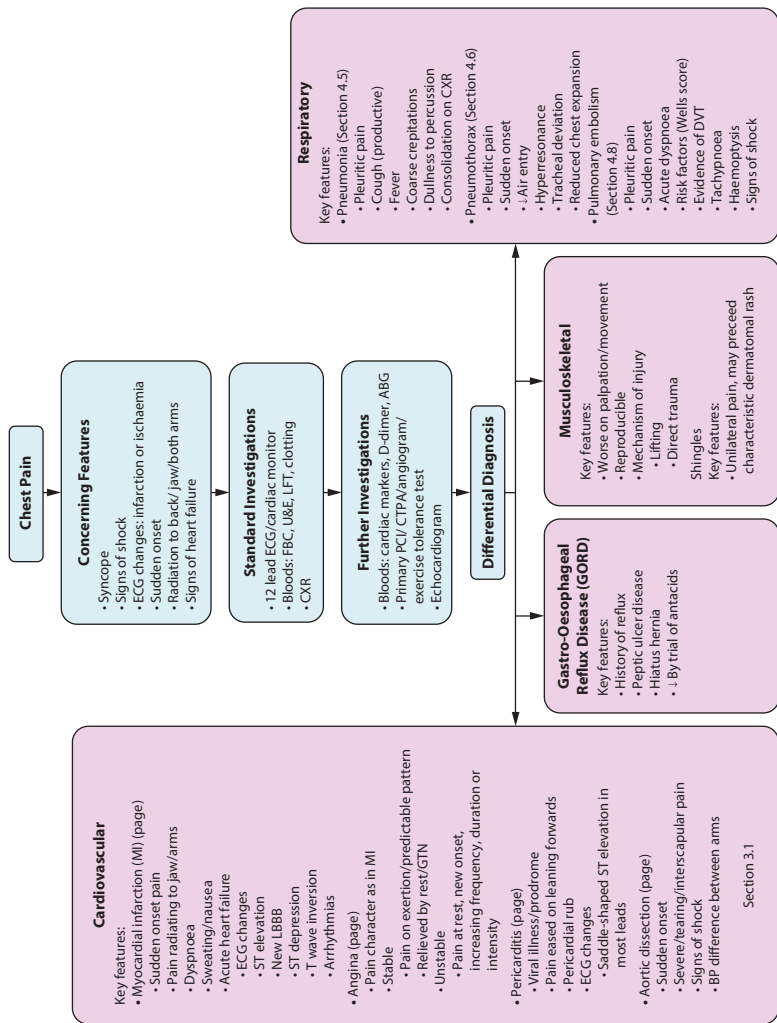 Chest Pain
Concerning Features
• Syncope
• Signs of shock
• ECG changes: infarction or ischaemia
• Sudden onset
• Radiation to back/ jaw/both arms
• Signs of heart failure
Standard Investigations
• 12 lead ECG/cardiac monitor
• Bloods: FBC, U&E, LFT, clotting
• CXR
Further Investigations
• Bloods: cardiac markers, D-dimer, ABG
• Primary PCI/ CTPA/angiogram/
exercise tolerance test
• Echocardiogram
Differential Diagnosis
Cardiovascular
Key features:
• Myocardial infarction (MI) (page)
• Sudden onset pain
• Pain radiating to jaw/arms
• Dyspnoea
• Sweating/nausea
• Acute heart failure
• ECG changes
• ST elevation
• New LBBB
• ST depression
• T wave inversion
• Arrhythmias
• Angina (page)
• Pain character as in MI
• Stable
• Pain on exertion/predictable pattern
• Relieved by rest/GTN
• Unstable
• Pain at rest, new onset,
increasing frequency, duration or
intensity
• Pericarditis (page)
• Viral illness/prodrome
• Pain eased on leaning forwards
• Pericardial rub
• ECG changes
• Saddle-shaped ST elevation in
most leads
• Aortic dissection (page)
• Sudden onset
• Severe/tearing/interscapular pain
• Signs of shock
• BP difference between arms
Section 3.1
Gastro-Oesophageal
Reflux Disease (GORD)
Key features:
• History of reflux
• Peptic ulcer disease
• Hiatus hernia
• ↓ By trial of antacids
Musculoskeletal
Key features:
• Worse on palpation/movement
• Reproducible
• Mechanism of injury
• Lifting
• Direct trauma
Shingles
Key features:
• Unilateral pain, may preceed
characteristic dermatomal rash
Respiratory
Key features:
• Pneumonia (Section 4.5)
• Pleuritic pain
• Cough (productive)
• Fever
• Coarse crepitations
• Dullness to percussion
• Consolidation on CXR
• Pneumothorax (Section 4.6)
• Pleuritic pain
• Sudden onset
• ↓ Air entry
• Hyperresonance
• Tracheal deviation
• Reduced chest expansion
• Pulmonary embolism
(Section 4.8)
• Pleuritic pain
• Sudden onset
• Acute dyspnoea
• Risk factors (Wells score)
• Evidence of DVT
• Tachypnoea
• Haemoptysis
• Signs of shock